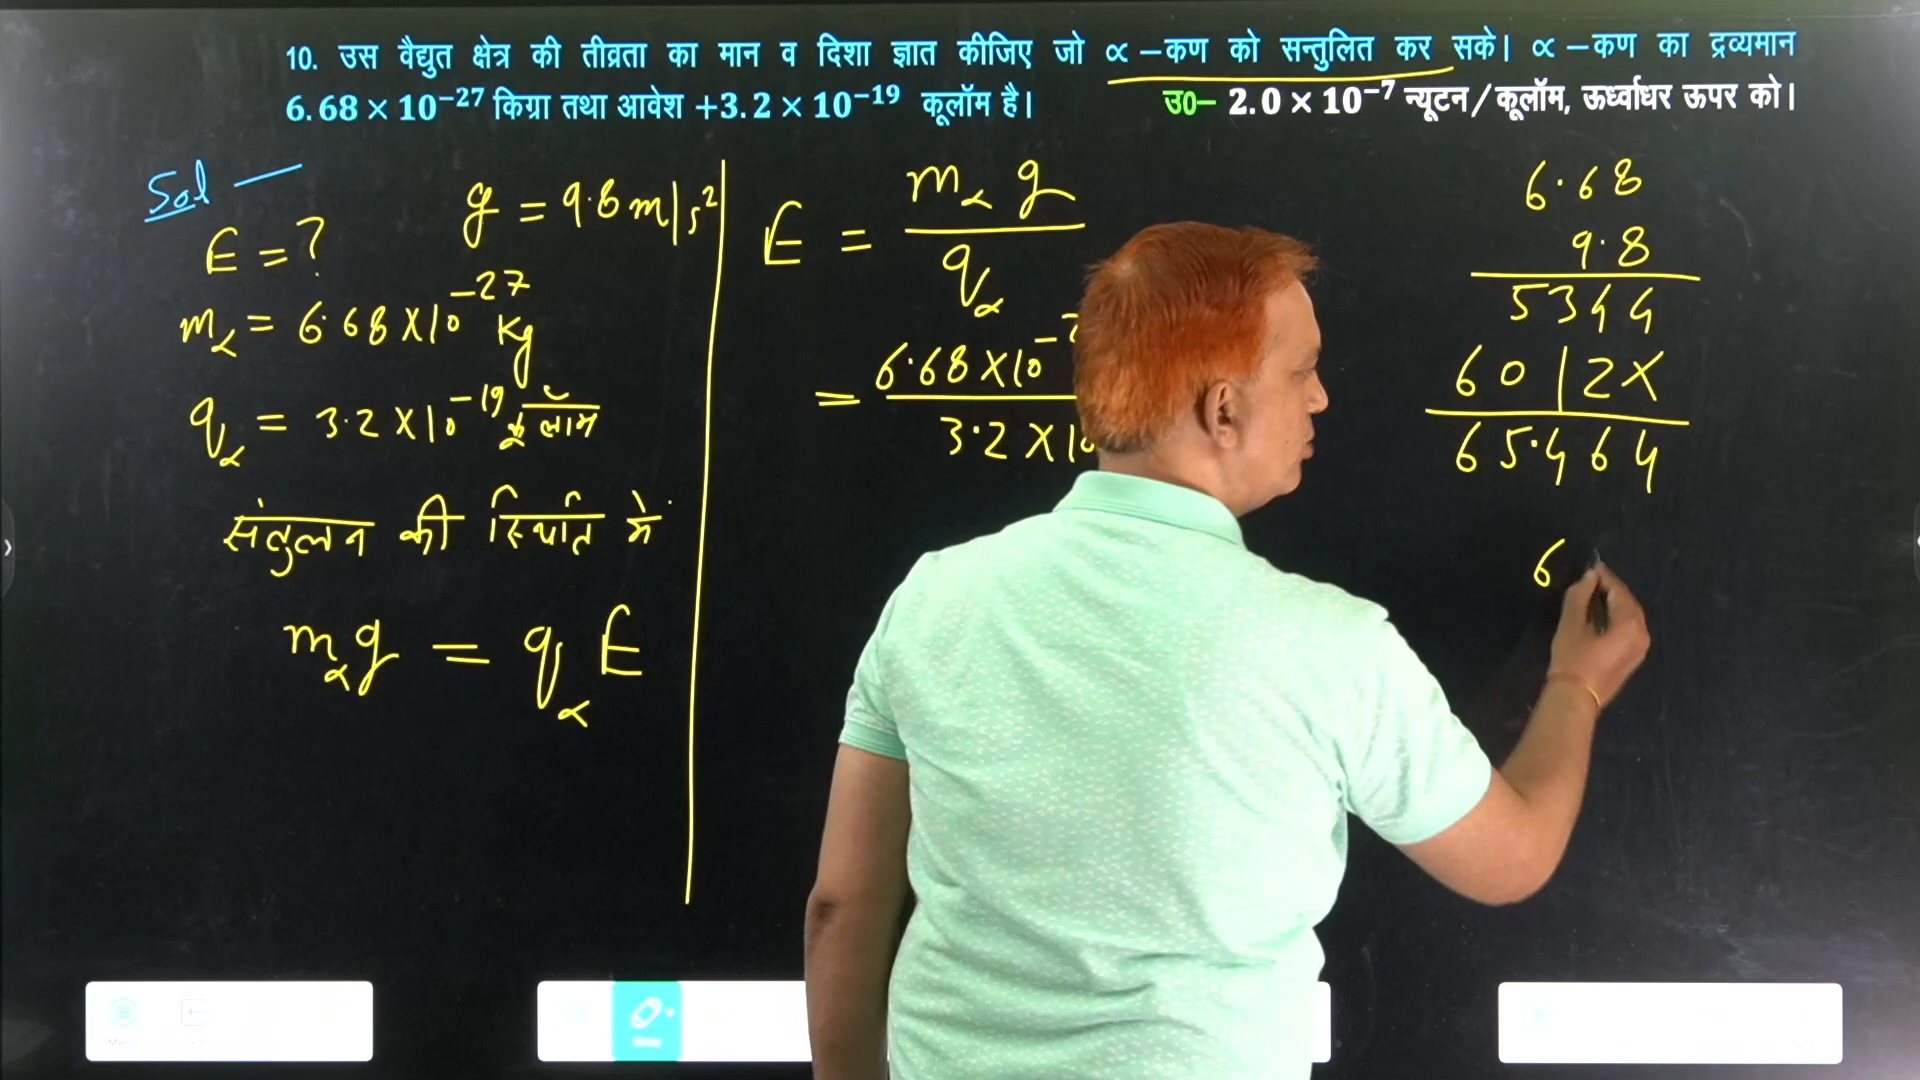 10. उस वैद्युत क्षेत्र की तीव्रता का मान व दिशा ज्ञात कीजिए जो ∝ –कण को सन्तुलित कर सके। ∝ –कण का द्रव्यमान
6.68 × 10⁻²⁷ किग्रा तथा आवेश +3.2 × 10⁻¹⁹ कूलॉम है। उ०– 2.0 × 10⁻⁷ न्यूटन/कूलॉम, ऊर्ध्वाधर ऊपर को।
Sol —
g = 9.8 m/s²
E = ?
m∝ = 6.68 × 10⁻²⁷ Kg
q∝ = 3.2 × 10⁻¹⁹ कूलाम
संतुलन की स्थिति में
m∝g = q∝E
E = m∝ g / q∝
= 6.68 × 10⁻² / 3.2 × 10
6.68
9.8
5344
6012×
65.464
6